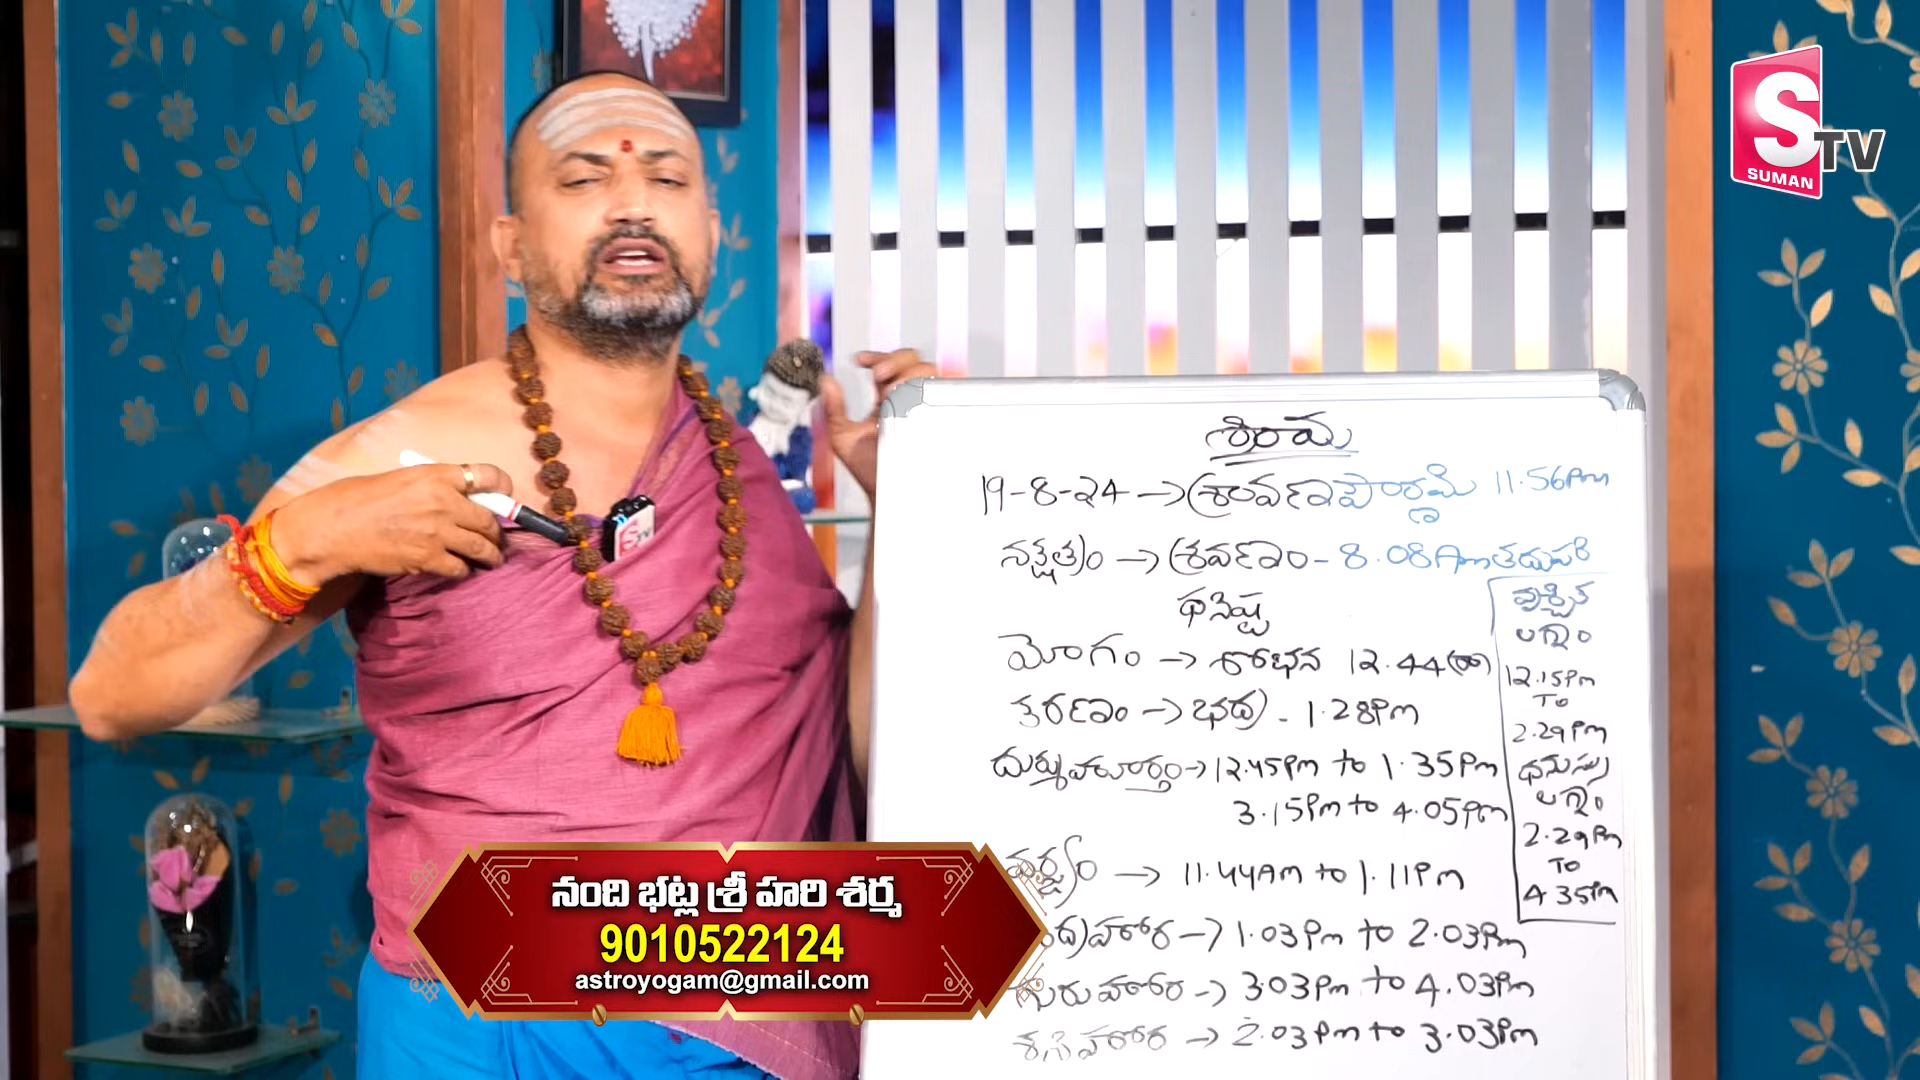 S
TV
SUMAN
శ్రీరామ
19-8-24 → శ్రావణ పౌర్ణమి 11.56pm
నక్షత్రం → శ్రవణం - 8.08Am తదుపరి
ధనిష్ఠ
యోగం → శోభన 12.44(రా)
కరణం → భద్ర - 1.28pm
దుర్ముహూర్తం → 12.45pm to 1.35pm
3.15pm to 4.05pm
వర్జ్యం → 11.44Am to 1.11pm
→ 1.03pm to 2.03pm
గురుహోర → 3.03pm to 4.03pm
శనిహోర → 2.03pm to 3.03pm
వృశ్చిక
లగ్నం
12.15pm
To
2.29pm
ధనుస్సు
లగ్నం
2.29pm
To
4.35pm
నంది భట్ల శ్రీ హరి శర్మ
9010522124
astroyogam@gmail.com